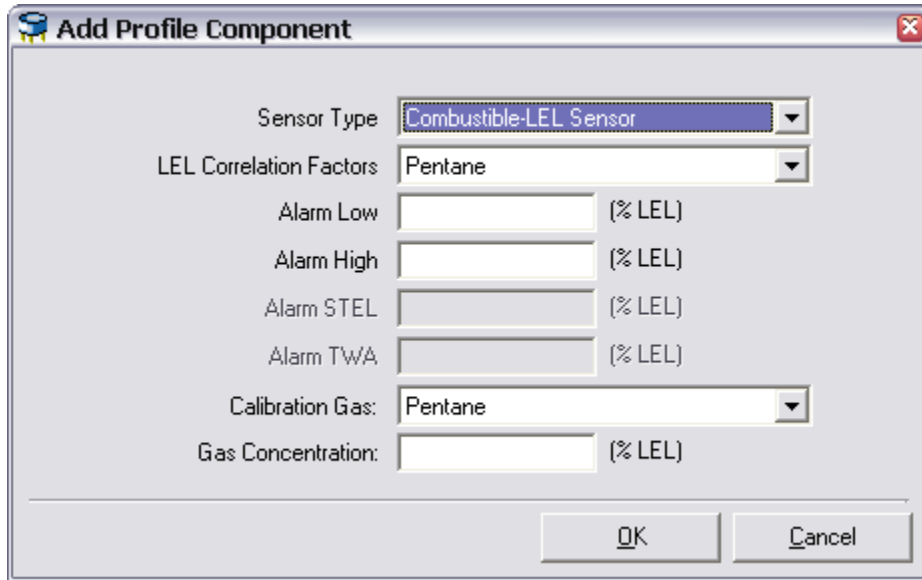 Add Profile Component
Sensor Type Combustible-LEL Sensor
LEL Correlation Factors Pentane
Alarm Low (% LEL)
Alarm High (% LEL)
Alarm STEL (% LEL)
Alarm TWA (% LEL)
Calibration Gas: Pentane
Gas Concentration: (% LEL)
OK Cancel